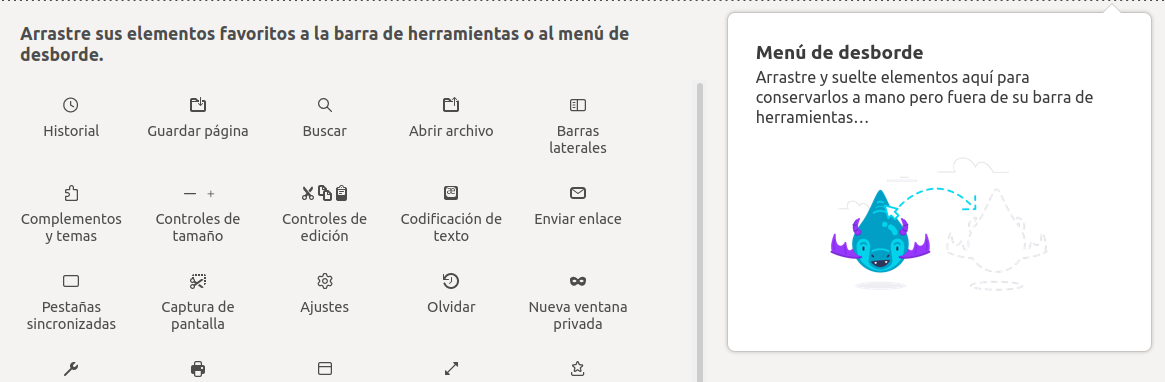 Arrastre sus elementos favoritos a la barra de herramientas o al menú de
desborde.
Historial
Guardar página
Buscar
Abrir archivo
Barras
laterales
Complementos
y temas
Controles de
tamaño
Controles de
edición
Codificación de
texto
Enviar enlace
Pestañas
sincronizadas
Captura de
pantalla
Ajustes
Olvidar
Nueva ventana
privada
Menú de desborde
Arrastre y suelte elementos aquí para
conservarlos a mano pero fuera de su barra de
herramientas…